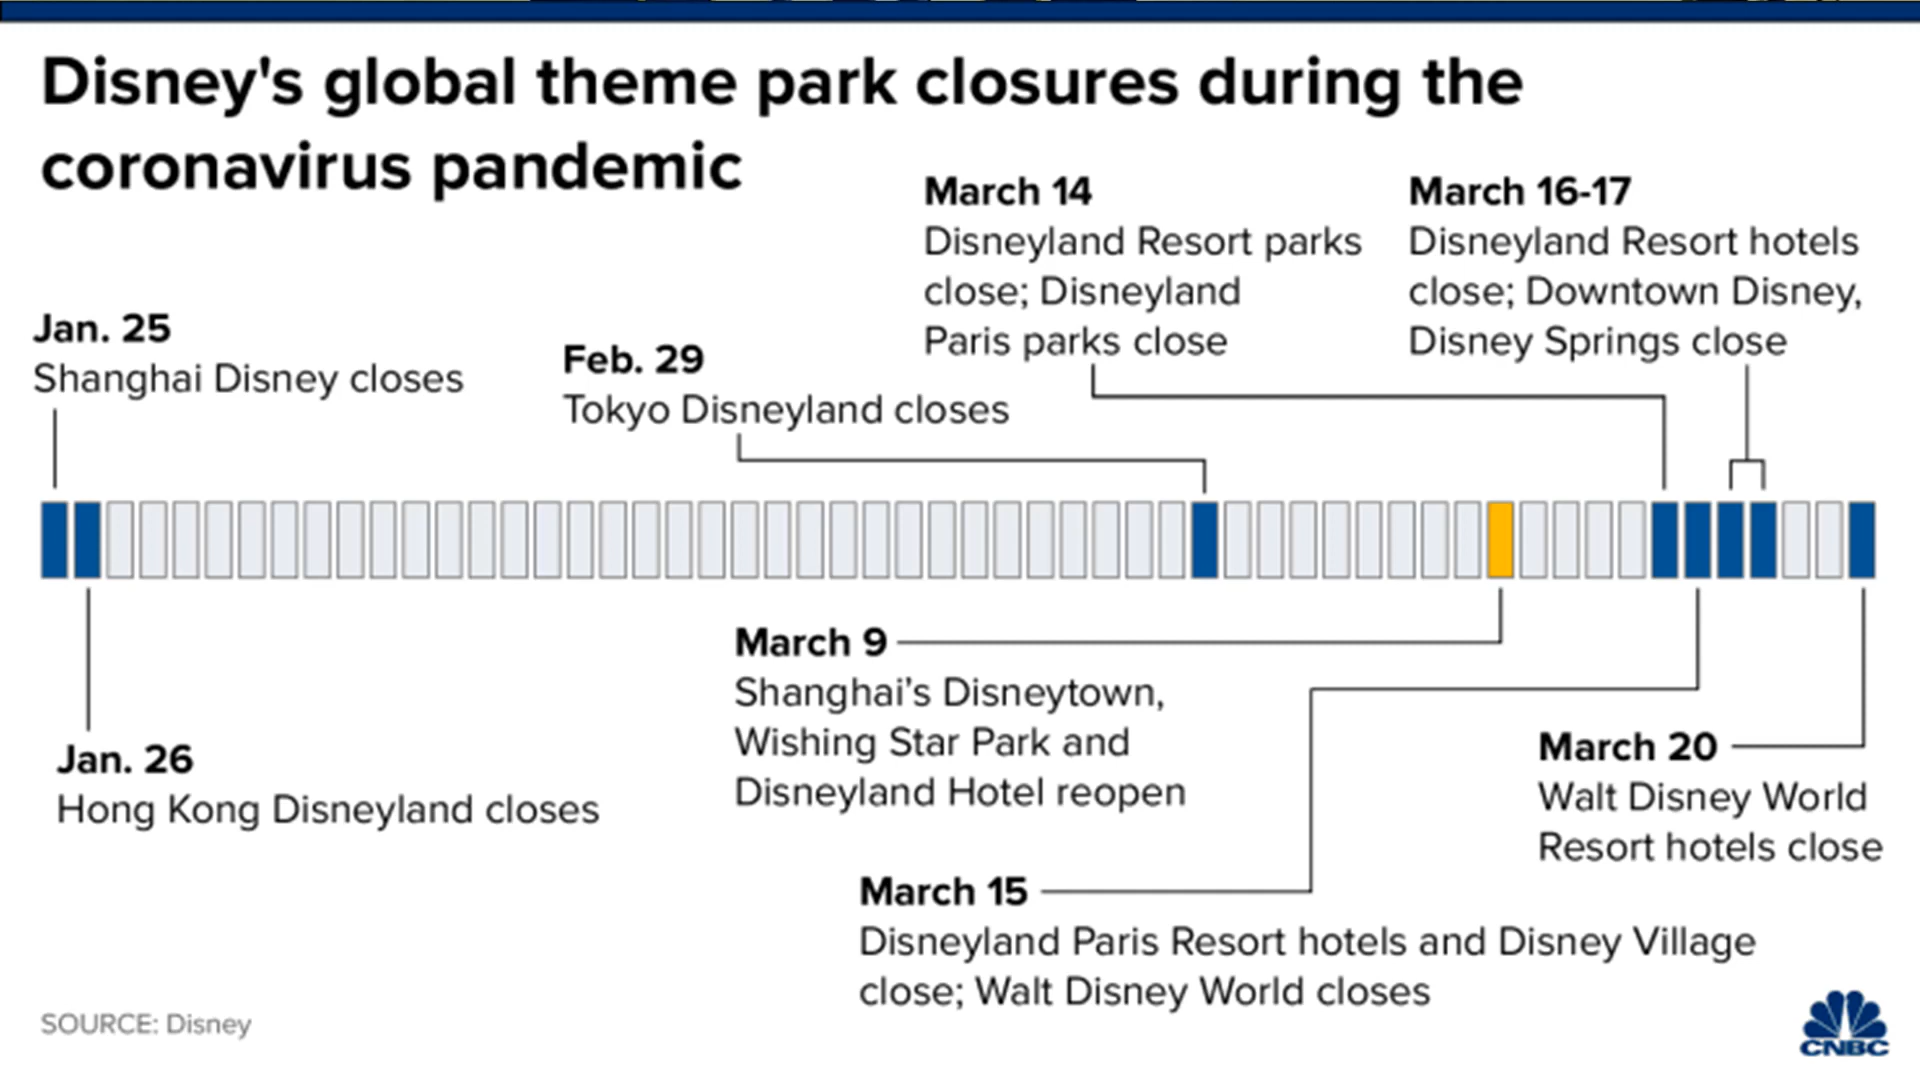 Disney's global theme park closures during the
coronavirus pandemic
Jan. 25
Shanghai Disney closes
Feb. 29
Tokyo Disneyland closes
March 14
Disneyland Resort parks
close; Disneyland
Paris parks close
March 16-17
Disneyland Resort hotels
close; Downtown Disney,
Disney Springs close
Jan. 26
Hong Kong Disneyland closes
March 9
Shanghai's Disneytown,
Wishing Star Park and
Disneyland Hotel reopen
March 15
Disneyland Paris Resort hotels and Disney Village
close; Walt Disney World closes
March 20
Walt Disney World
Resort hotels close
SOURCE: Disney
CNBC